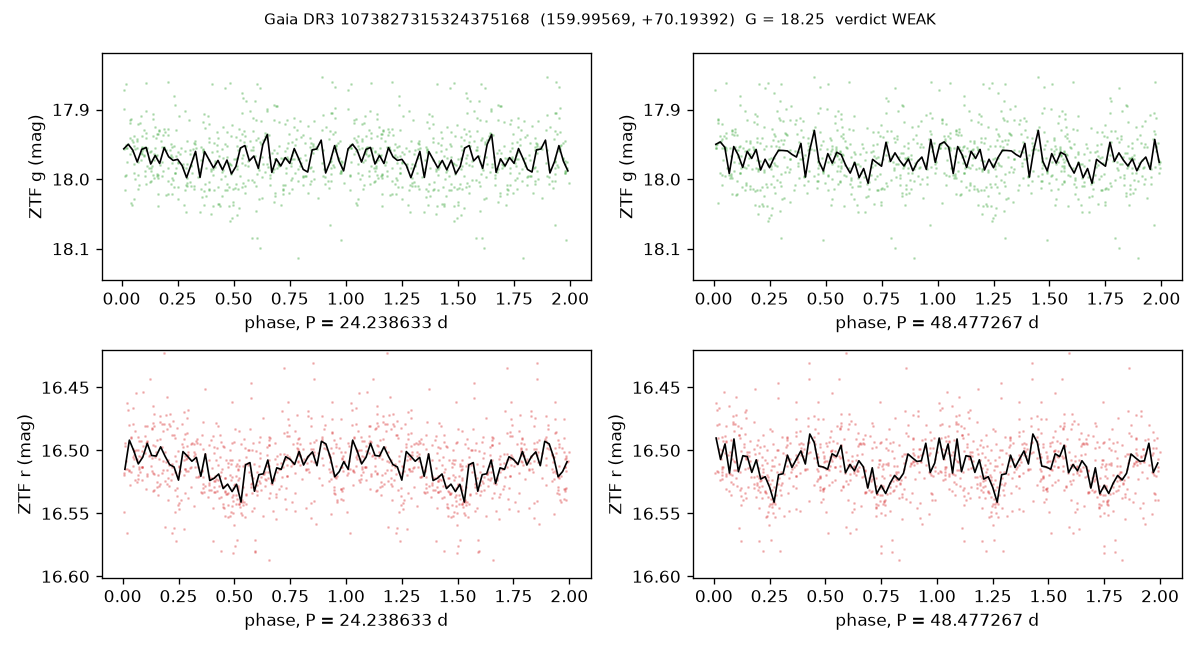 Gaia DR3 1073827315324375168  (159.99569, +70.19392)  G = 18.25  verdict WEAK
ZTF g (mag)
17.9
18.0
18.1
0.00 0.25 0.50 0.75 1.00 1.25 1.50 1.75 2.00
phase, P = 24.238633 d
ZTF g (mag)
17.9
18.0
18.1
0.00 0.25 0.50 0.75 1.00 1.25 1.50 1.75 2.00
phase, P = 48.477267 d
ZTF r (mag)
16.45
16.50
16.55
16.60
0.00 0.25 0.50 0.75 1.00 1.25 1.50 1.75 2.00
phase, P = 24.238633 d
ZTF r (mag)
16.45
16.50
16.55
16.60
0.00 0.25 0.50 0.75 1.00 1.25 1.50 1.75 2.00
phase, P = 48.477267 d